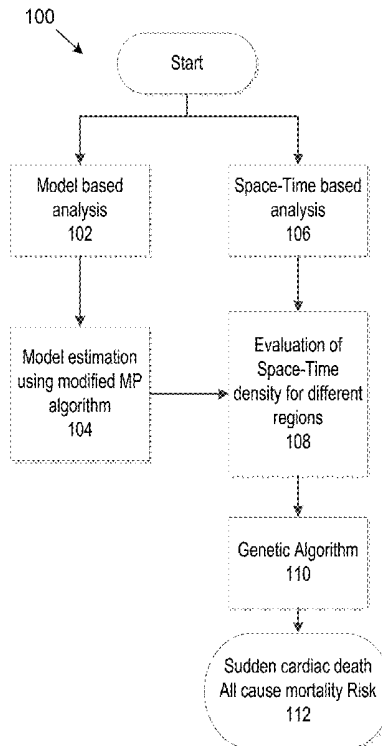 100
Start
Model based
analysis
102
Space-Time based
analysis
106
Model estimation
using modified MP
algorithm
104
Evaluation of
Space-Time
density for different
regions
108
Genetic Algorithm
110
Sudden cardiac death
All cause mortality Risk
112